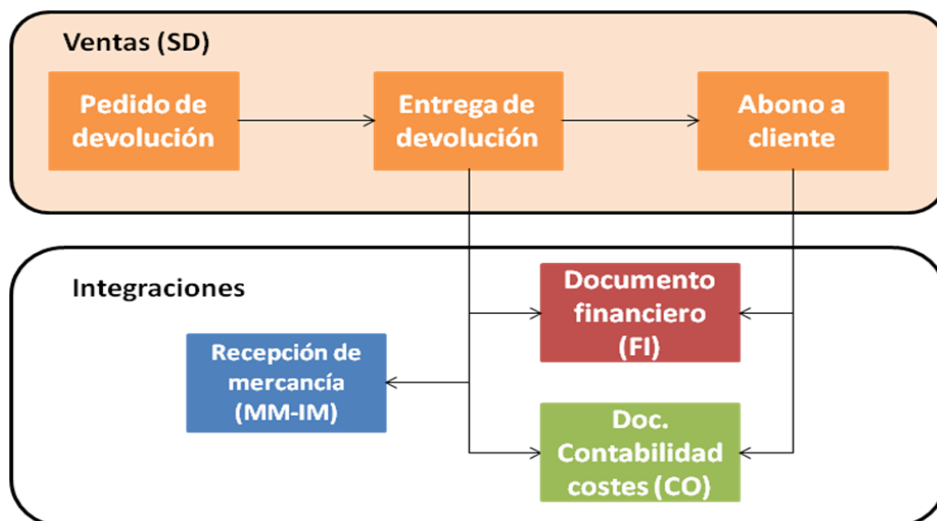 Ventas (SD)
Pedido de
devolución
Entrega de
devolución
Abono a
cliente
Integraciones
Documento
financiero
(FI)
Recepción de
mercancía
(MM-IM)
Doc.
Contabilidad
costes (CO)